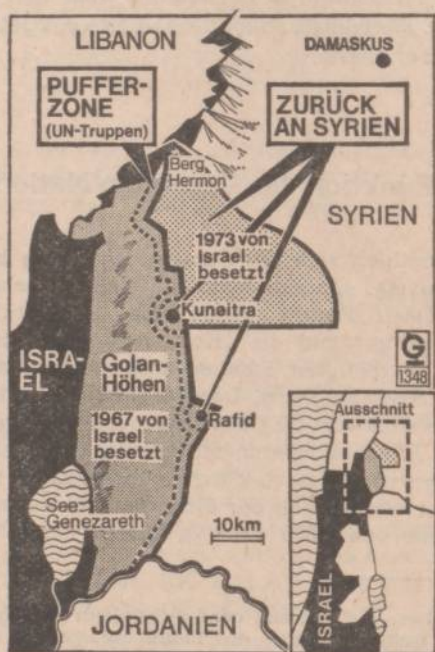 LIBANON
DAMASKUS
PUFFER-
ZONE
(UN-Truppen)
ZURÜCK
AN SYRIEN
Berg
Hermon
SYRIEN
1973 von
Israel
besetzt
Kuneitra
ISRA-
EL
Golan-
Höhen
G
1348
Ausschnitt
1967 von
Israel
besetzt
Rafid
See
Genezareth
10km
ISRAEL
JORDANIEN